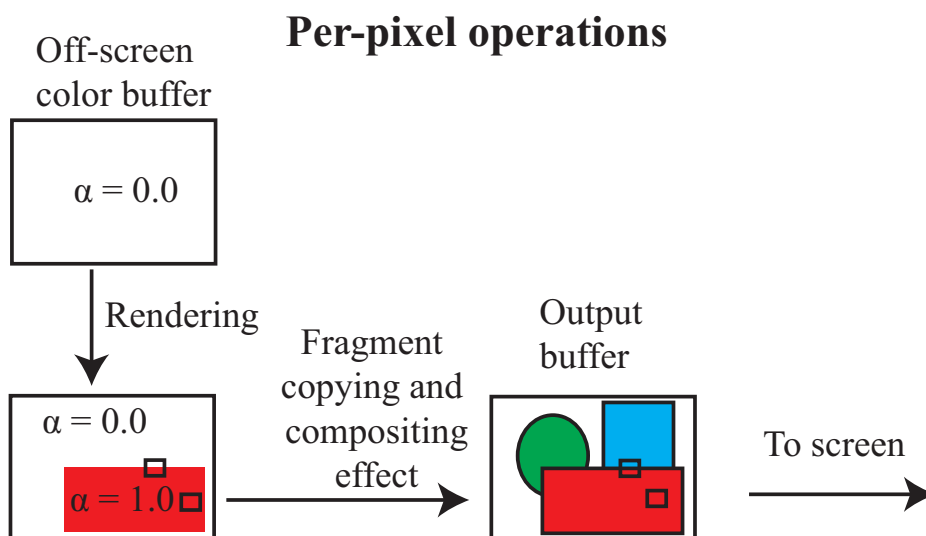 Per-pixel operations
Off-screen
color buffer
α = 0.0
Rendering
α = 0.0
α = 1.0
Fragment
copying and
compositing
effect
Output
buffer
To screen